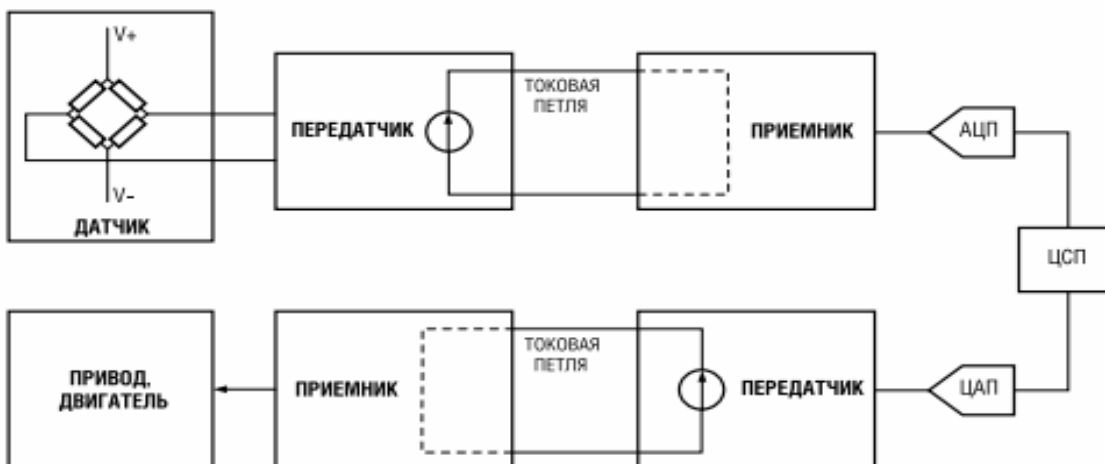 V+
V–
ДАТЧИК
ПЕРЕДАТЧИК
ТОКОВАЯ
ПЕТЛЯ
ПРИЕМНИК
АЦП
ЦСП
ПРИВОД,
ДВИГАТЕЛЬ
ПРИЕМНИК
ТОКОВАЯ
ПЕТЛЯ
ПЕРЕДАТЧИК
ЦАП